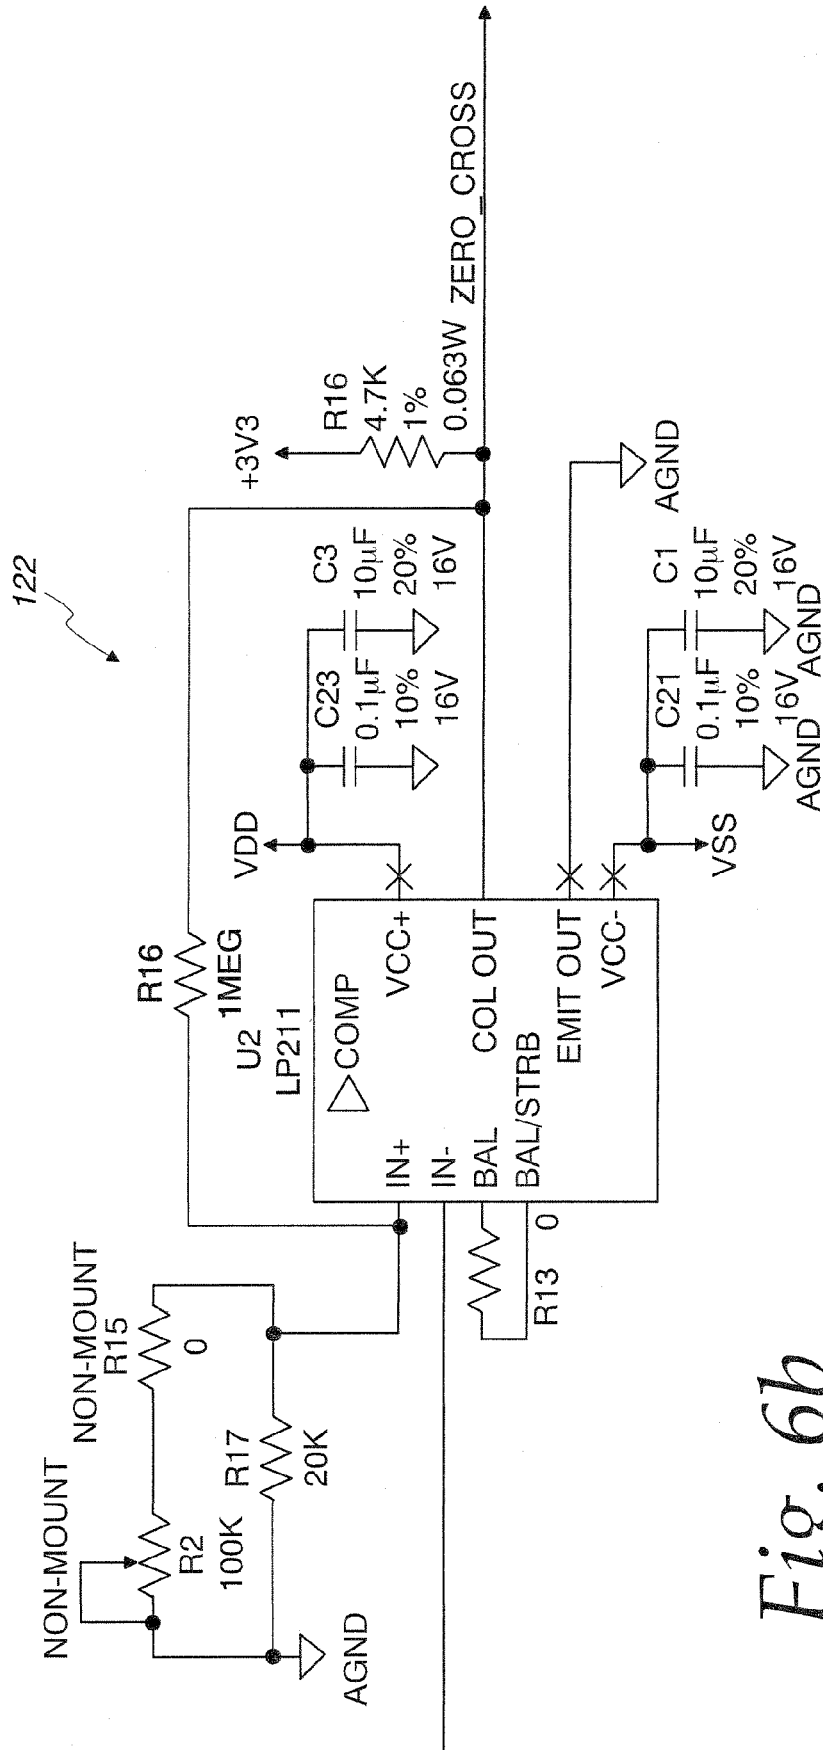 122
NON-MOUNT
R2
100K
NON-MOUNT
R15
0
R17
20K
AGND
R16
1MEG
U2
LP211
COMP
IN+
IN-
BAL
BAL/STRB
VCC+
COL OUT
EMIT OUT
VCC-
R13
0
VDD
C23
0.1µF
10%
16V
C3
10µF
20%
16V
+3V3
R16
4.7K
1%
0.063W
ZERO_CROSS
AGND
VSS
C21
0.1µF
10%
16V
AGND
C1
10µF
20%
16V
AGND
Fig. 6b